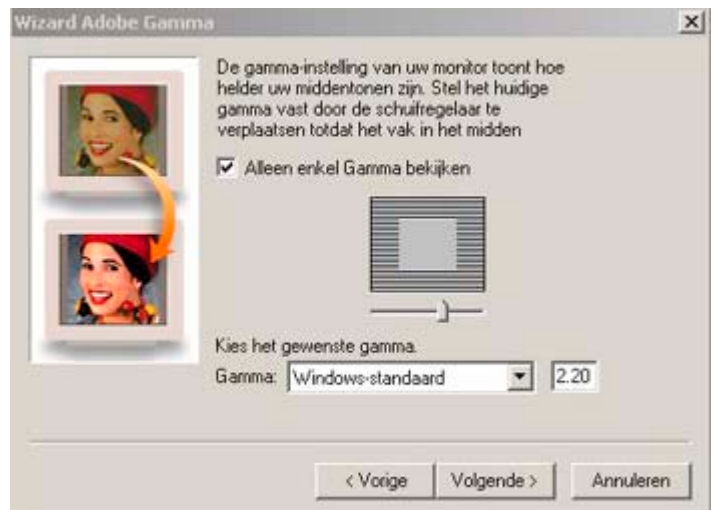 Wizard Adobe Gamma
De gamma-instelling van uw monitor toont hoe
helder uw middentonen zijn. Stel het huidige
gamma vast door de schuifregelaar te
verplaatsen totdat het vak in het midden
Alleen enkel Gamma bekijken
Kies het gewenste gamma.
Gamma: Windows-standaard 2.20
< Vorige Volgende > Annuleren